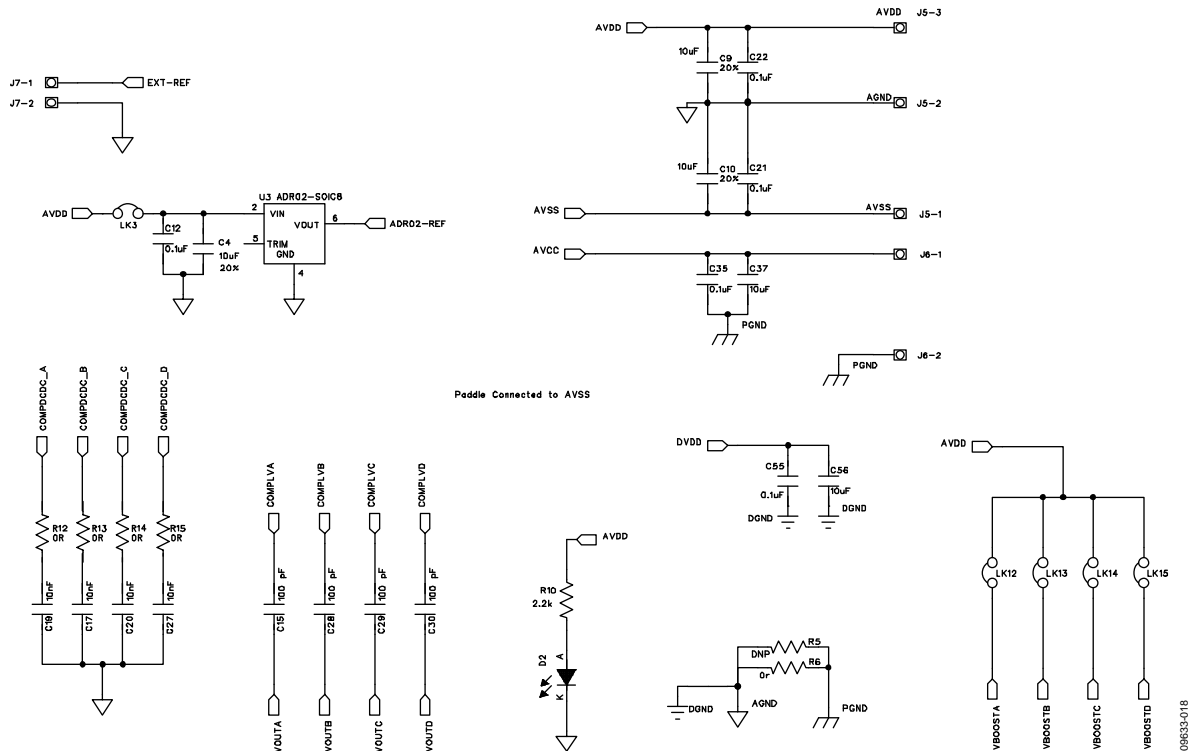 AVDD J5-3
AVDD
10uF C9 20% C22 0.1uF
AGND J5-2
10uF C10 20% C21 0.1uF
AVSS AVSS J5-1
AVCC J6-1
C35 0.1uF C37 10uF
PGND
PGND J6-2
J7-1 EXT-REF
J7-2
U3 ADR02-SOIC8
AVDD LK3 2 VIN VOUT 6 ADR02-REF
C12 0.1uF C4 10uF 20% 5 TRIM GND 4
COMPDCDC_A COMPDCDC_B COMPDCDC_C COMPDCDC_D
R12 0R R13 0R R14 0R R15 0R
10nF 10nF 10nF 10nF
C19 C17 C20 C27
Paddle Connected to AVSS
COMPLVA COMPLVB COMPLVC COMPLVD
100 pF 100 pF 100 pF 100 pF
C15 C28 C29 C30
VOUTA VOUTB VOUTC VOUTD
AVDD
R10 2.2k
D2 A K
DVDD
C55 0.1uF C56 10uF
DGND DGND
R5 DNP
R6 0r
DGND AGND PGND
AVDD
LK12 LK13 LK14 LK15
VBOOSTA VBOOSTB VBOOSTC VBOOSTD
09633-018